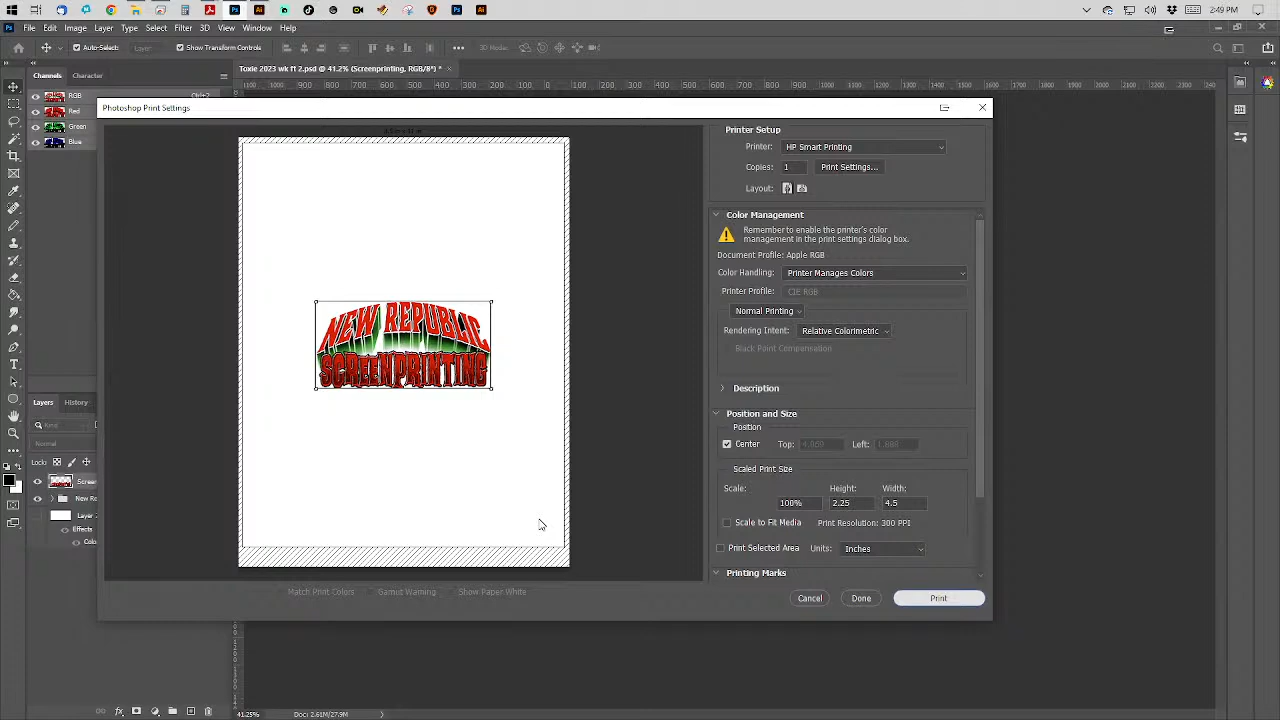 2:49 PM
File Edit Image Layer Type Select Filter 3D View Window Help
Auto-Select: Layer Show Transform Controls 3D Mode:
Channels Character
Toxie 2023 wk ft 2.psd @ 41.2% (Screenprinting, RGB/8*) *
RGB Ctrl+2
Red
Green
Blue
Photoshop Print Settings
Printer Setup
Printer: HP Smart Printing
Copies: 1 Print Settings...
Layout:
Color Management
Remember to enable the printer's color
management in the print settings dialog box.
Document Profile: Apple RGB
Color Handling: Printer Manages Colors
Printer Profile: CIE RGB
Normal Printing
Rendering Intent: Relative Colorimetric
Black Point Compensation
Description
Position and Size
Position
Center Top: 4.069 Left: 1.888
Scaled Print Size
Scale: Height: Width:
100% 2.25 4.5
Scale to Fit Media Print Resolution: 300 PPI
Print Selected Area Units: Inches
Printing Marks
Match Print Colors Gamut Warning Show Paper White
Cancel Done Print
NEW REPUBLIC
SCREENPRINTING
Layers History
Kind
Normal
Lock:
Screen
New Re
Layer
Effects
Colo
41.25% Doc: 2.61M/27.9M